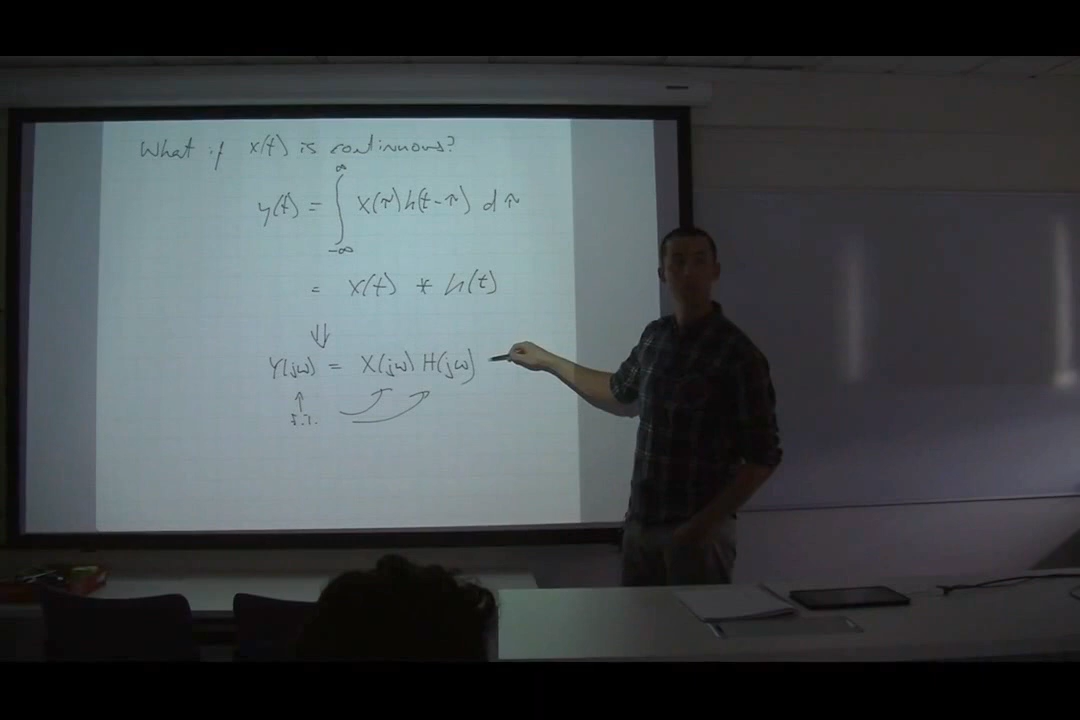 What if x(t) is continuous?
y(t) = ∫_{-∞}^{∞} x(τ)h(t-τ) dτ
= x(t) * h(t)
⇓
Y(jω) = X(jω) H(jω)
↑
F.T.